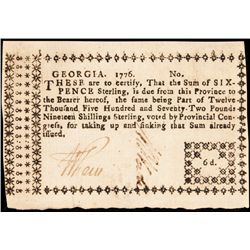 GEORGIA. 1776. No.
THESE are to certify, That the Sum of SIX-
PENCE Sterling, is due from this Province to
the Bearer hereof, the same being Part of Twelve
Thousand Five Hundred and Seventy-Two Pounds
Nineteen Shillings Sterling, voted by Provincial Con-
gress, for taking up and sinking that Sum already
issued.
6d.